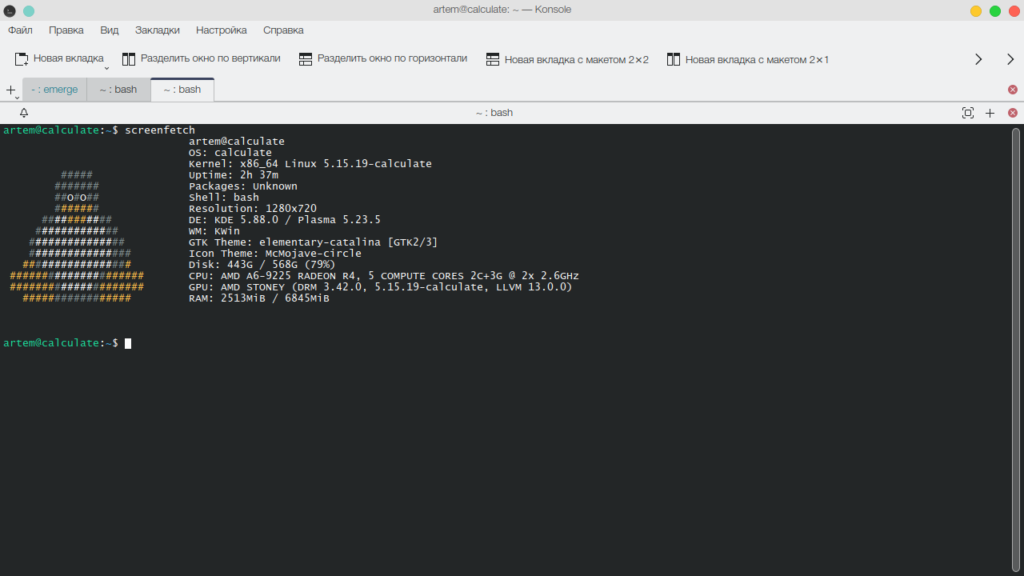 artem@calculate: ~ — Konsole
Файл Правка Вид Закладки Настройка Справка
Новая вкладка Разделить окно по вертикали Разделить окно по горизонтали Новая вкладка с макетом 2×2 Новая вкладка с макетом 2×1
- : emerge ~ : bash ~ : bash
~ : bash
artem@calculate:~$ screenfetch
artem@calculate
OS: calculate
Kernel: x86_64 Linux 5.15.19-calculate
##### Uptime: 2h 37m
####### Packages: Unknown
##O#O## Shell: bash
####### Resolution: 1280x720
########### DE: KDE 5.88.0 / Plasma 5.23.5
############# WM: KWin
############### GTK Theme: elementary-catalina [GTK2/3]
################ Icon Theme: McMojave-circle
################# Disk: 443G / 568G (79%)
##################### CPU: AMD A6-9225 RADEON R4, 5 COMPUTE CORES 2C+3G @ 2x 2.6GHz
##################### GPU: AMD STONEY (DRM 3.42.0, 5.15.19-calculate, LLVM 13.0.0)
################# RAM: 2513MiB / 6845MiB
artem@calculate:~$